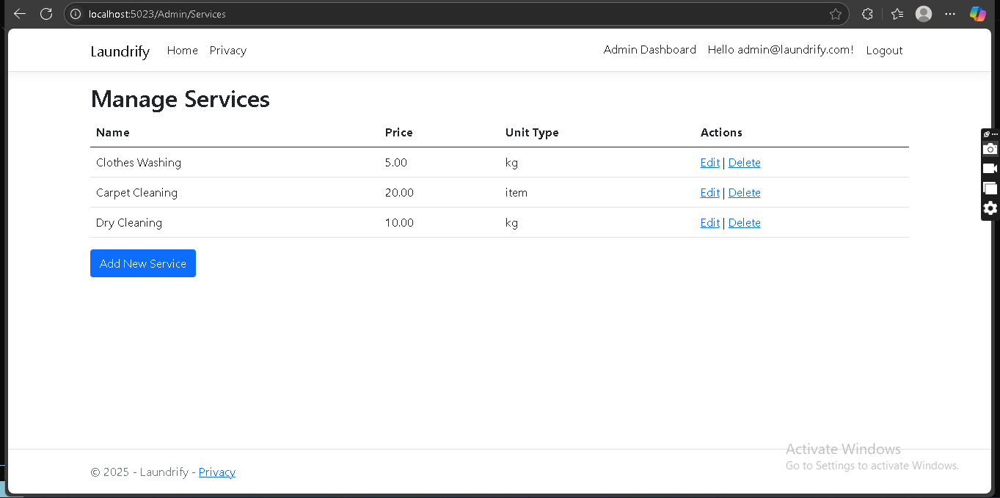 localhost:5023/Admin/Services
Laundrify Home Privacy Admin Dashboard Hello admin@laundrify.com! Logout
Manage Services
Name Price Unit Type Actions
Clothes Washing 5.00 kg Edit | Delete
Carpet Cleaning 20.00 item Edit | Delete
Dry Cleaning 10.00 kg Edit | Delete
Add New Service
Activate Windows
Go to Settings to activate Windows.
© 2025 - Laundrify - Privacy